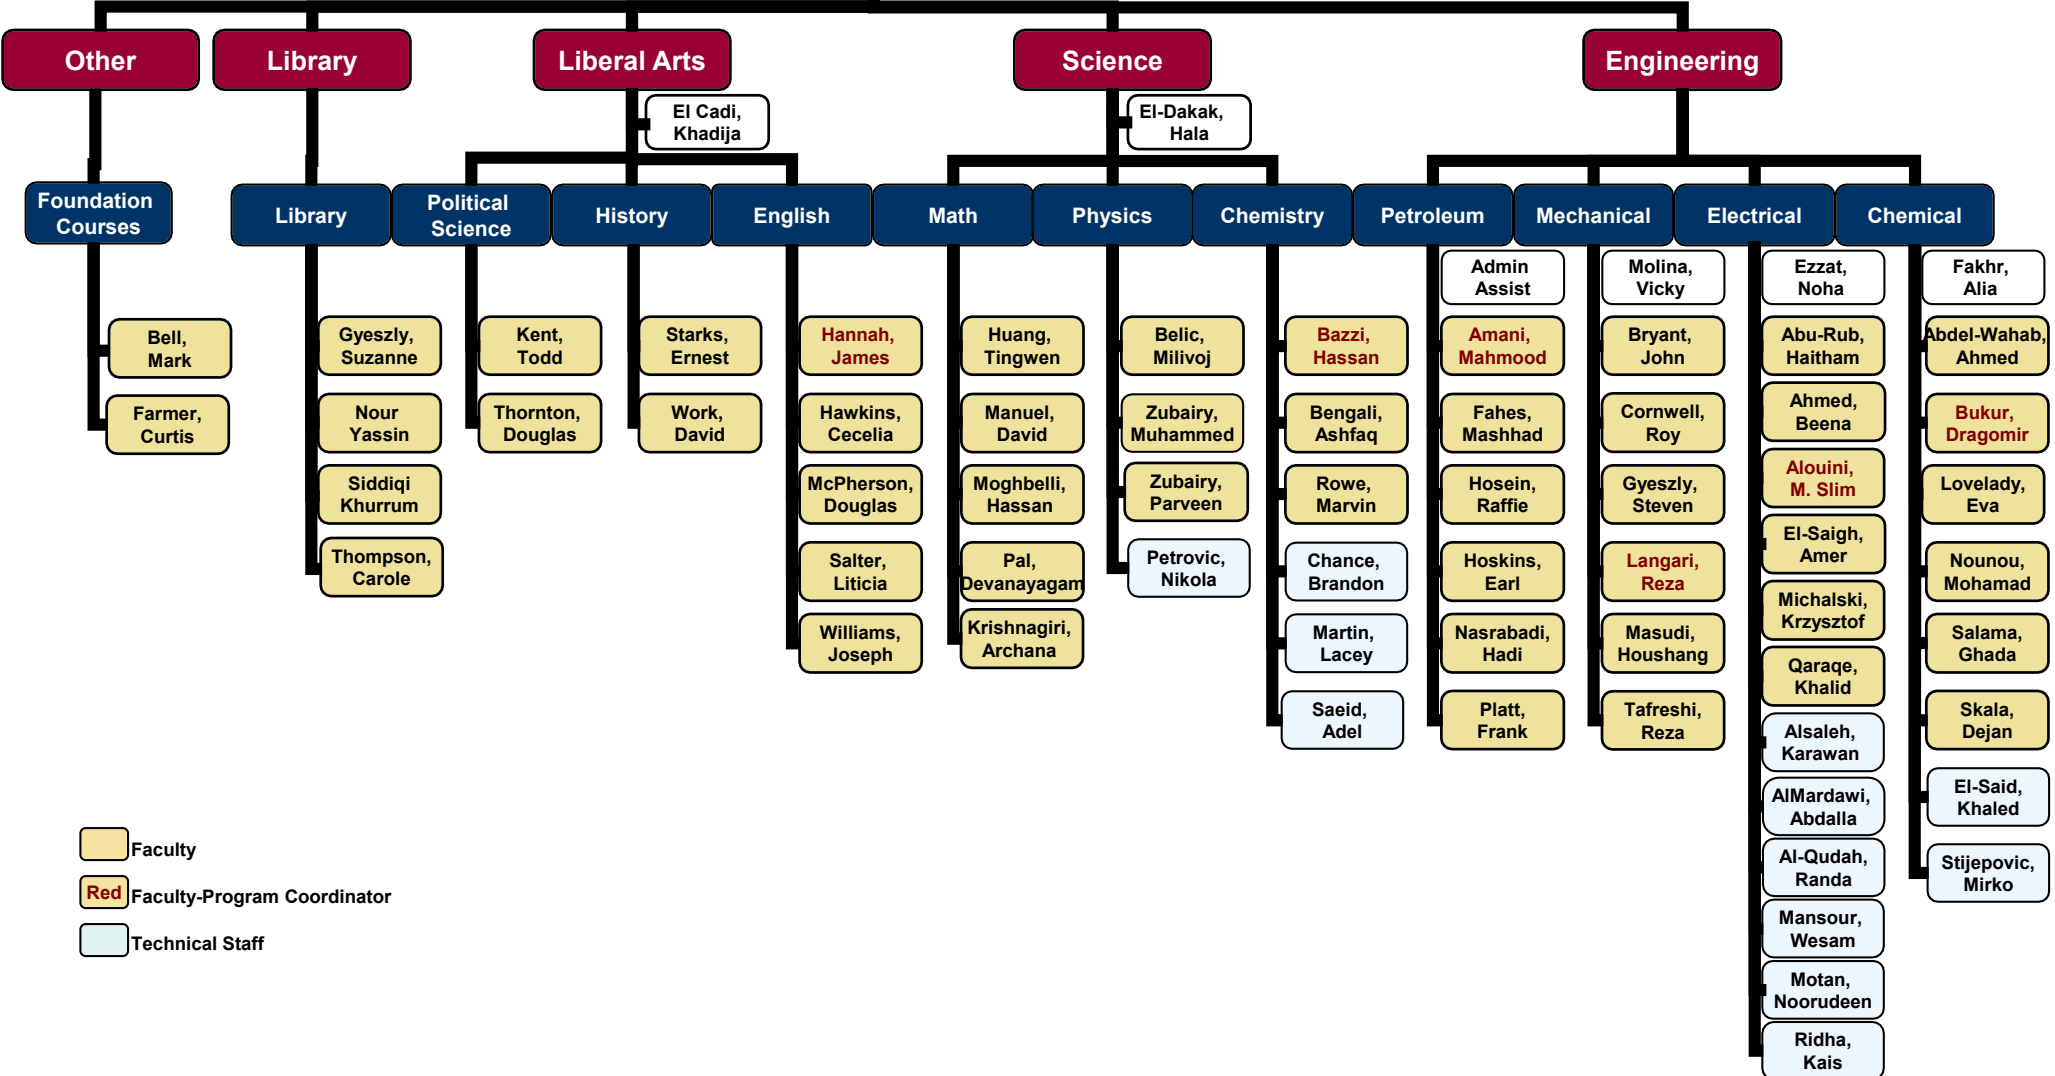 Other
Library
Liberal Arts
Science
Engineering
El Cadi,
Khadija
El-Dakak,
Hala
Foundation
Courses
Library
Political
Science
History
English
Math
Physics
Chemistry
Petroleum
Mechanical
Electrical
Chemical
Bell,
Mark
Farmer,
Curtis
Gyeszly,
Suzanne
Nour
Yassin
Siddiqi
Khurrum
Thompson,
Carole
Kent,
Todd
Thornton,
Douglas
Starks,
Ernest
Work,
David
Hannah,
James
Hawkins,
Cecelia
McPherson,
Douglas
Salter,
Liticia
Williams,
Joseph
Huang,
Tingwen
Manuel,
David
Moghbelli,
Hassan
Pal,
Devanayagam
Krishnagiri,
Archana
Belic,
Milivoj
Zubairy,
Muhammed
Zubairy,
Parveen
Petrovic,
Nikola
Bazzi,
Hassan
Bengali,
Ashfaq
Rowe,
Marvin
Chance,
Brandon
Martin,
Lacey
Saeid,
Adel
Admin
Assist
Amani,
Mahmood
Fahes,
Mashhad
Hosein,
Raffie
Hoskins,
Earl
Nasrabadi,
Hadi
Platt,
Frank
Molina,
Vicky
Bryant,
John
Cornwell,
Roy
Gyeszly,
Steven
Langari,
Reza
Masudi,
Houshang
Tafreshi,
Reza
Ezzat,
Noha
Abu-Rub,
Haitham
Ahmed,
Beena
Alouini,
M. Slim
El-Saigh,
Amer
Michalski,
Krzysztof
Qaraqe,
Khalid
Alsaleh,
Karawan
AlMardawi,
Abdalla
Al-Qudah,
Randa
Mansour,
Wesam
Motan,
Noorudeen
Ridha,
Kais
Fakhr,
Alia
Abdel-Wahab,
Ahmed
Bukur,
Dragomir
Lovelady,
Eva
Nounou,
Mohamad
Salama,
Ghada
Skala,
Dejan
El-Said,
Khaled
Stijepovic,
Mirko
Faculty
Red Faculty-Program Coordinator
Technical Staff